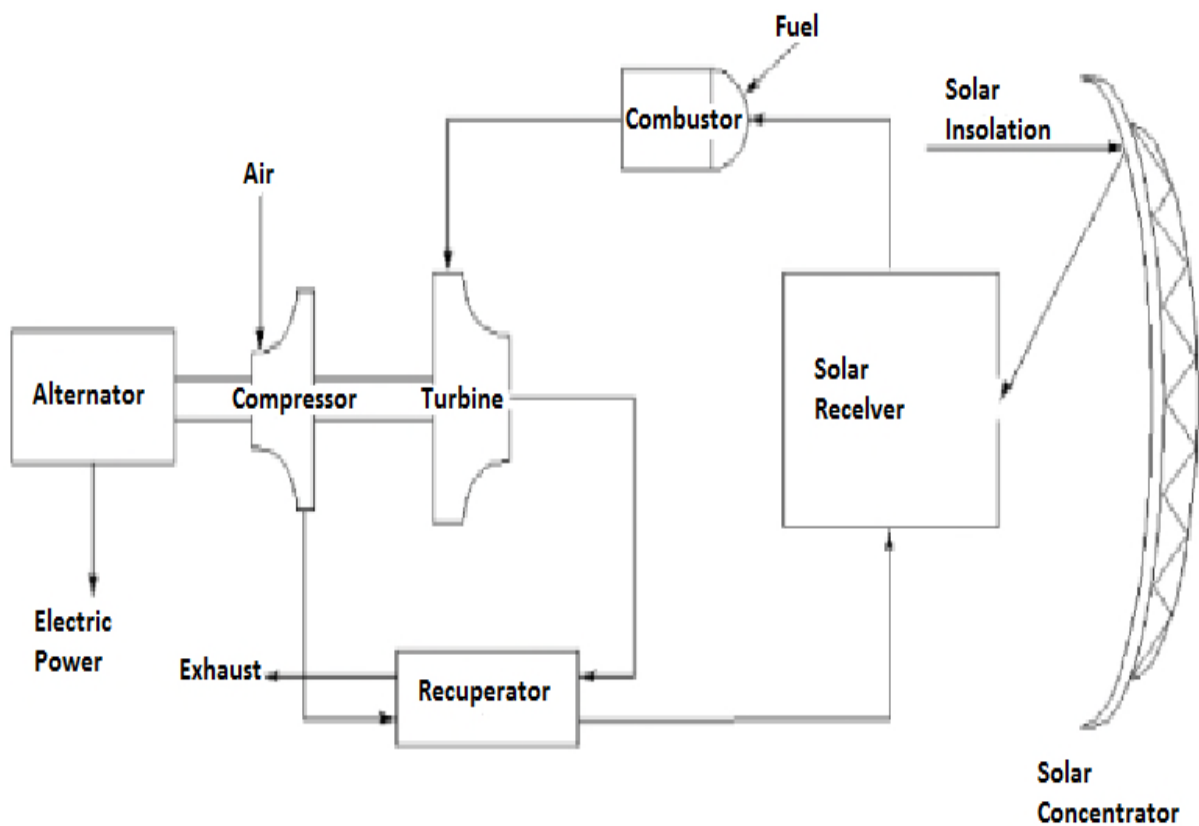 Fuel
Combustor
Solar
Insolation
Air
Alternator
Compressor
Turbine
Solar
Recelver
Electric
Power
Exhaust
Recuperator
Solar
Concentrator